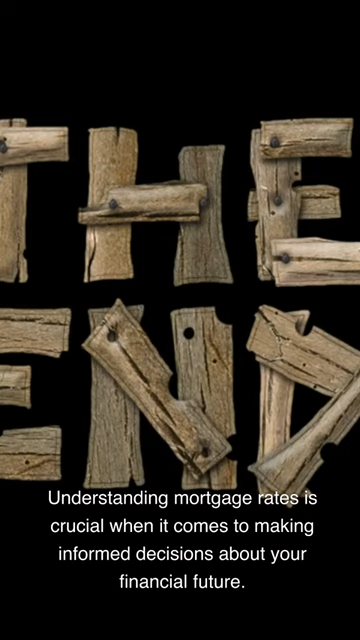 THE
END
Understanding mortgage rates is
crucial when it comes to making
informed decisions about your
financial future.